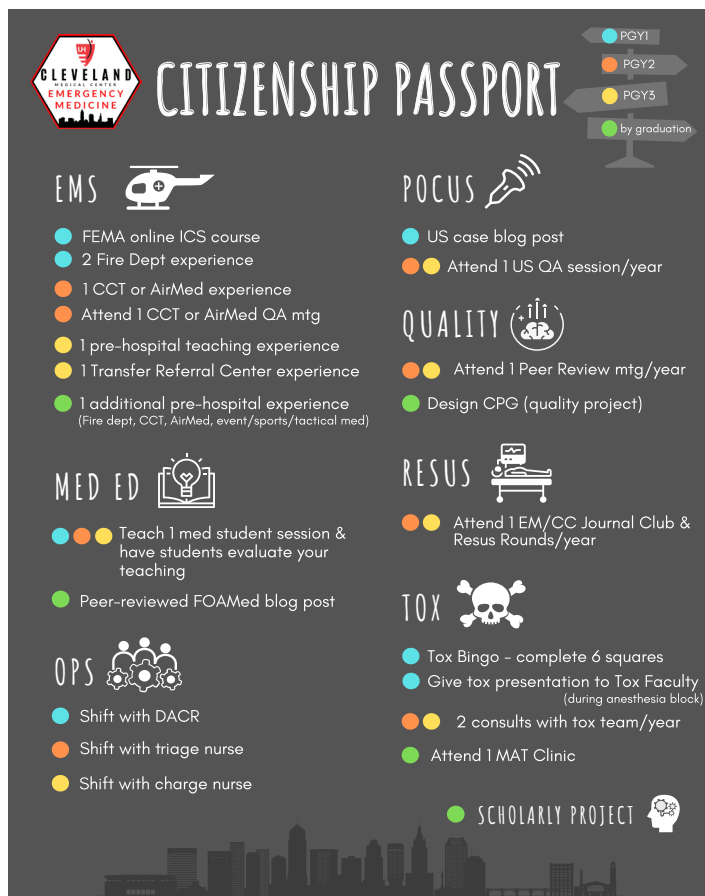 UH
CLEVELAND
MEDICAL CENTER
EMERGENCY
MEDICINE
CITIZENSHIP PASSPORT
PGY1
PGY2
PGY3
by graduation
EMS
FEMA online ICS course
2 Fire Dept experience
1 CCT or AirMed experience
Attend 1 CCT or AirMed QA mtg
1 pre-hospital teaching experience
1 Transfer Referral Center experience
1 additional pre-hospital experience
(Fire dept, CCT, AirMed, event/sports/tactical med)
MED ED
Teach 1 med student session &
have students evaluate your
teaching
Peer-reviewed FOAMed blog post
OPS
Shift with DACR
Shift with triage nurse
Shift with charge nurse
POCUS
US case blog post
Attend 1 US QA session/year
QUALITY
Attend 1 Peer Review mtg/year
Design CPG (quality project)
RESUS
Attend 1 EM/CC Journal Club &
Resus Rounds/year
TOX
Tox Bingo - complete 6 squares
Give tox presentation to Tox Faculty
(during anesthesia block)
2 consults with tox team/year
Attend 1 MAT Clinic
SCHOLARLY PROJECT